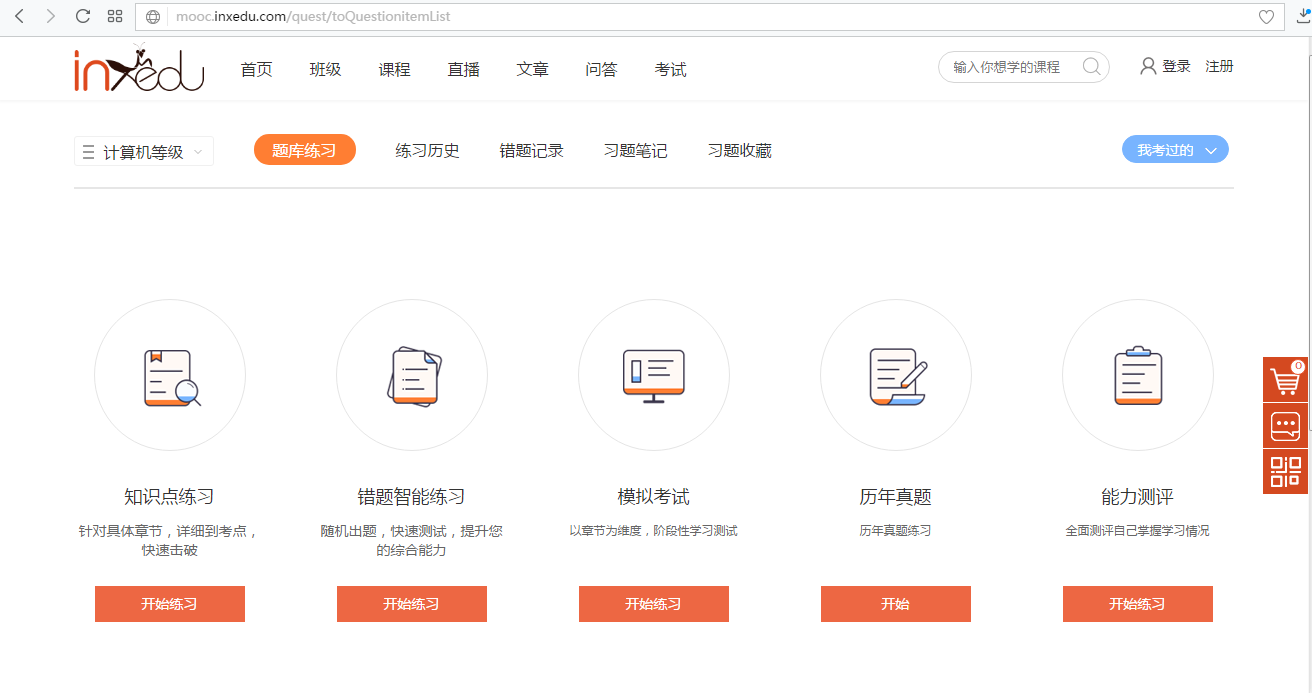 mooc.inxedu.com/quest/toQuestionitemList
inxedu
首页 班级 课程 直播 文章 问答 考试
输入你想学的课程
登录 注册
计算机等级
题库练习 练习历史 错题记录 习题笔记 习题收藏
我考过的
0
知识点练习
针对具体章节，详细到考点，
快速击破
开始练习
错题智能练习
随机出题，快速测试，提升您
的综合能力
开始练习
模拟考试
以章节为维度，阶段性学习测试
开始练习
历年真题
历年真题练习
开始
能力测评
全面测评自己掌握学习情况
开始练习